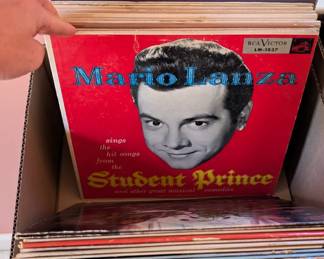 RCA VICTOR
LM-1837
Mario Lanza
sings
the
hit songs
from
the
Student Prince
and other great musical comedies